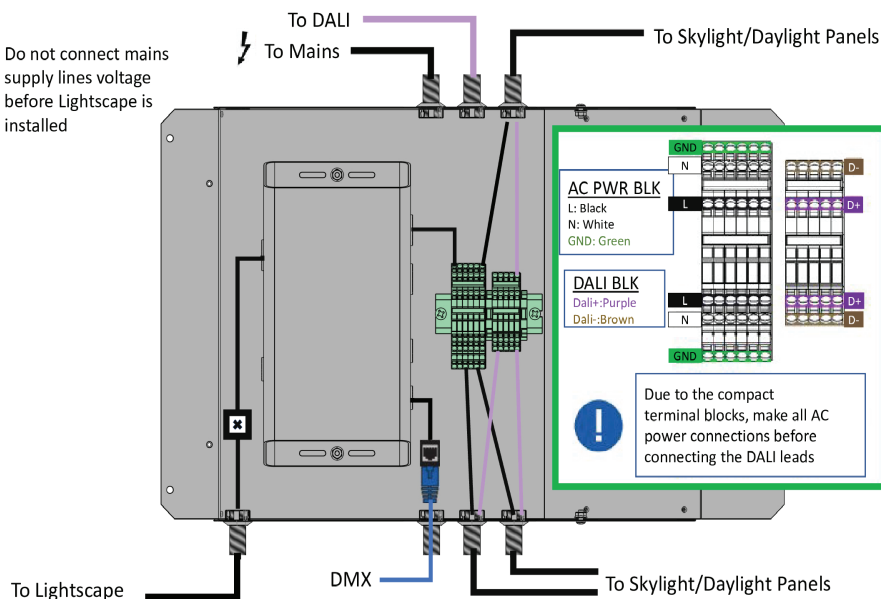 To DALI
To Mains
To Skylight/Daylight Panels
Do not connect mains
supply lines voltage
before Lightscape is
installed
GND
N
D-
AC PWR BLK
L: Black
N: White
GND: Green
L
D+
DALI BLK
Dali+:Purple
Dali-:Brown
L
D+
N
D-
GND
Due to the compact
terminal blocks, make all AC
power connections before
connecting the DALI leads
To Lightscape
DMX
To Skylight/Daylight Panels